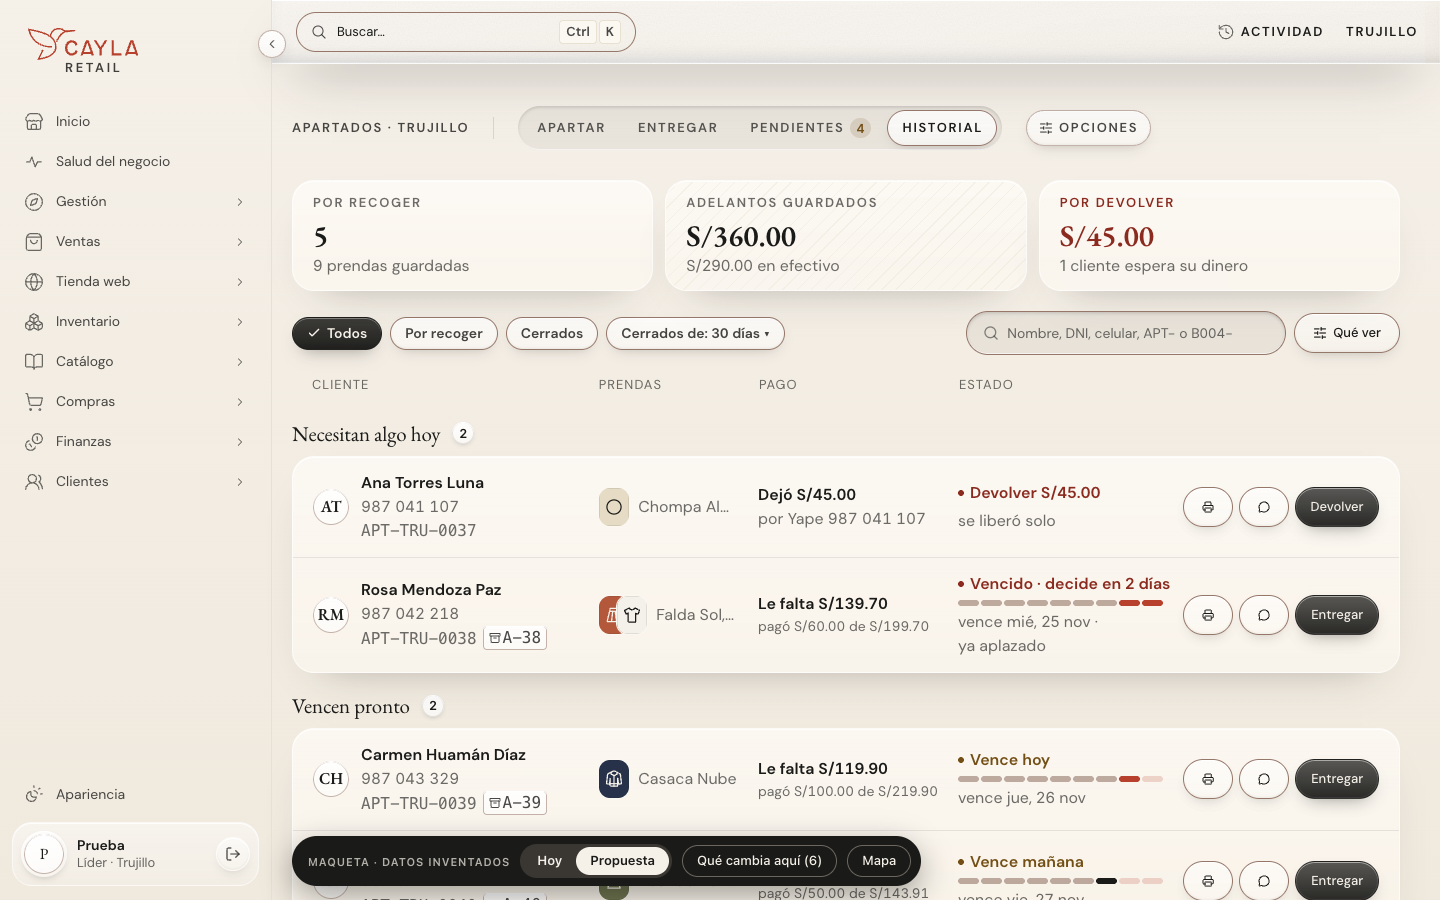 CAYLA
RETAIL
Inicio
Salud del negocio
Gestión
Ventas
Tienda web
Inventario
Catálogo
Compras
Finanzas
Clientes
Apariencia
P
Prueba
Líder · Trujillo
Buscar...
Ctrl K
ACTIVIDAD
TRUJILLO
APARTADOS · TRUJILLO
APARTAR
ENTREGAR
PENDIENTES 4
HISTORIAL
OPCIONES
POR RECOGER
5
9 prendas guardadas
ADELANTOS GUARDADOS
S/360.00
S/290.00 en efectivo
POR DEVOLVER
S/45.00
1 cliente espera su dinero
Todos
Por recoger
Cerrados
Cerrados de: 30 días
Nombre, DNI, celular, APT- o B004-
Qué ver
CLIENTE
PRENDAS
PAGO
ESTADO
Necesitan algo hoy 2
AT
Ana Torres Luna
987 041 107
APT-TRU-0037
Chompa Al...
Dejó S/45.00
por Yape 987 041 107
• Devolver S/45.00
se liberó solo
Devolver
RM
Rosa Mendoza Paz
987 042 218
APT-TRU-0038 A-38
Falda Sol,...
Le falta S/139.70
pagó S/60.00 de S/199.70
• Vencido · decide en 2 días
vence mié, 25 nov ·
ya aplazado
Entregar
Vencen pronto 2
CH
Carmen Huamán Díaz
987 043 329
APT-TRU-0039 A-39
Casaca Nube
Le falta S/119.90
pagó S/100.00 de S/219.90
• Vence hoy
vence jue, 26 nov
Entregar
pagó S/50.00 de S/143.91
• Vence mañana
vence vie, 27 nov
Entregar
MAQUETA · DATOS INVENTADOS
Hoy
Propuesta
Qué cambia aquí (6)
Mapa